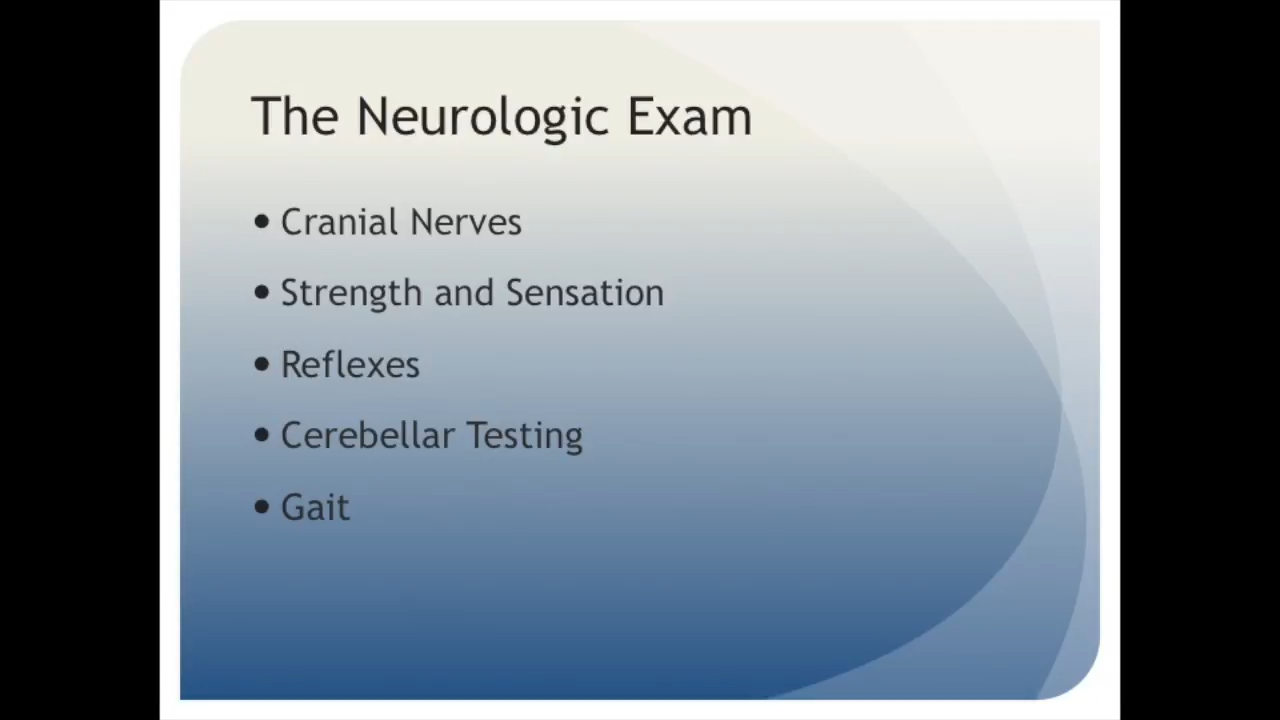 The Neurologic Exam
• Cranial Nerves
• Strength and Sensation
• Reflexes
• Cerebellar Testing
• Gait